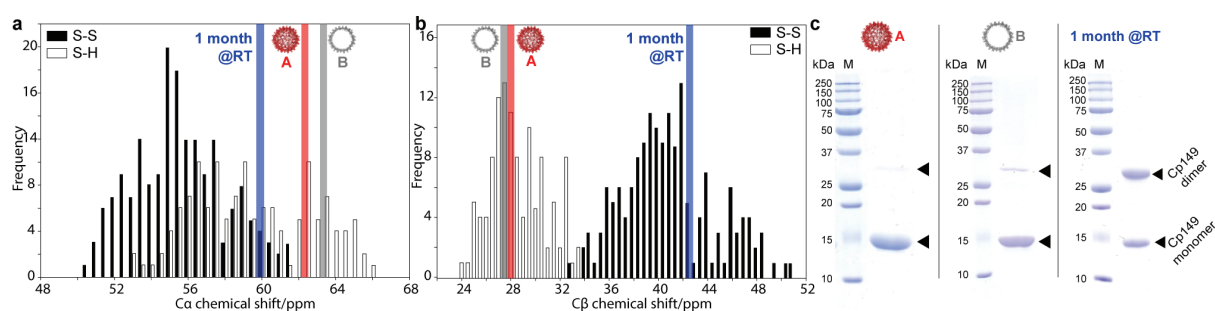 a
S-S
S-H
1 month
@RT
A
B
Frequency
20
16
12
8
4
0
48
52
56
60
64
68
Cα chemical shift/ppm
b
S-S
S-H
B
A
1 month
@RT
Frequency
16
12
8
4
0
24
28
32
36
40
44
48
52
Cβ chemical shift/ppm
c
A
B
1 month @RT
kDa M
250
150
100
75
50
37
25
20
15
10
kDa M
250
150
100
75
50
37
25
20
15
10
kDa M
250
150
100
75
50
37
25
20
15
10
Cp149
dimer
Cp149
monomer